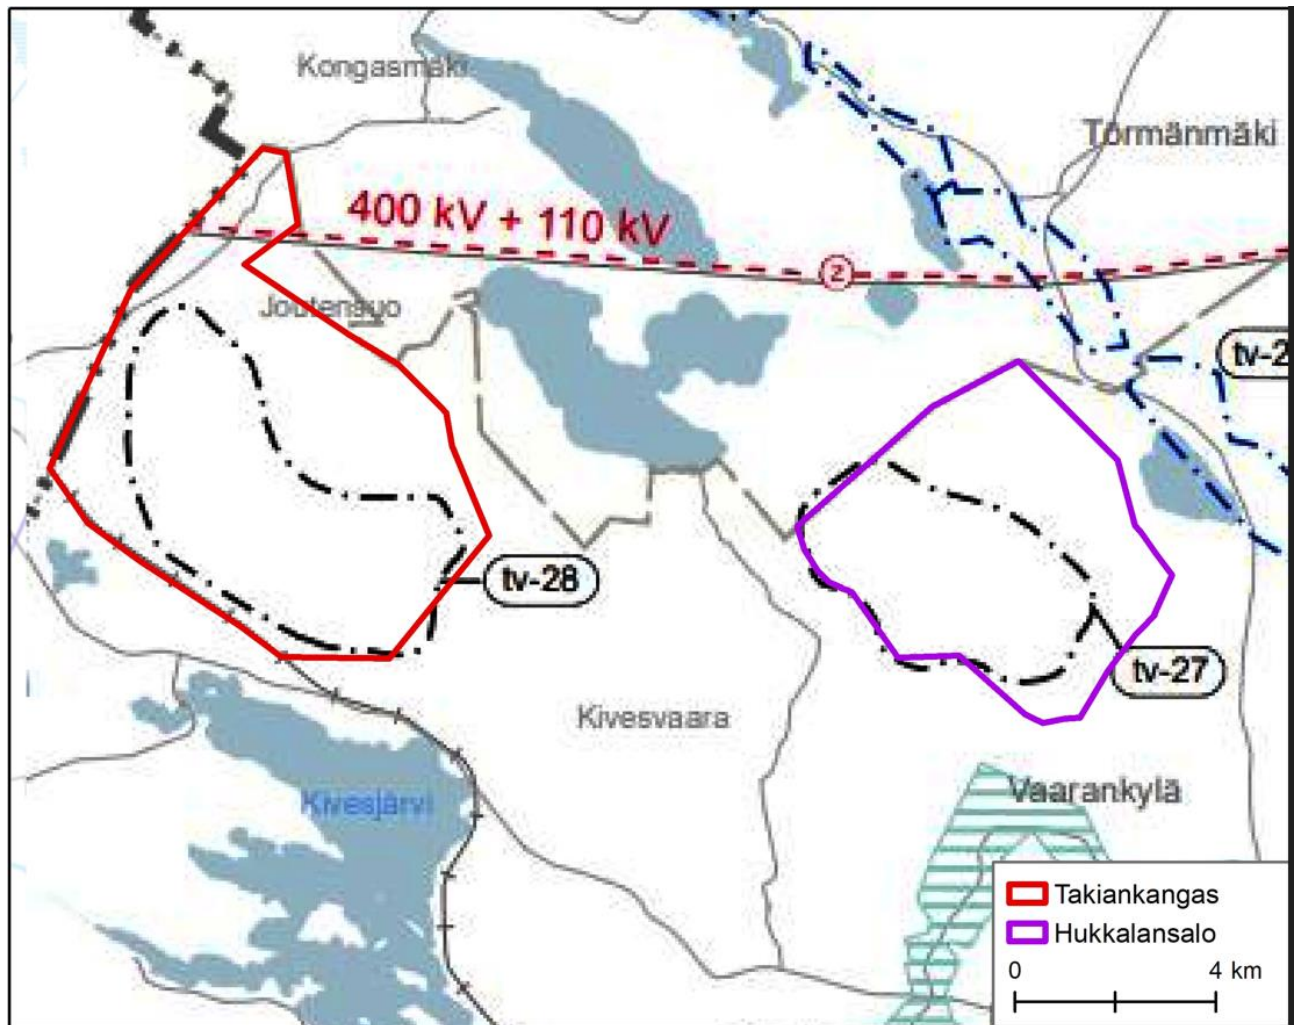 Kongasmäki
Törmänmäki
400 kV + 110 kV
2
Joutensuo
tv-2
tv-28
tv-27
Kivesvaara
Vaarankylä
Kivesjärvi
Takiankangas
Hukkalansalo
0 4 km